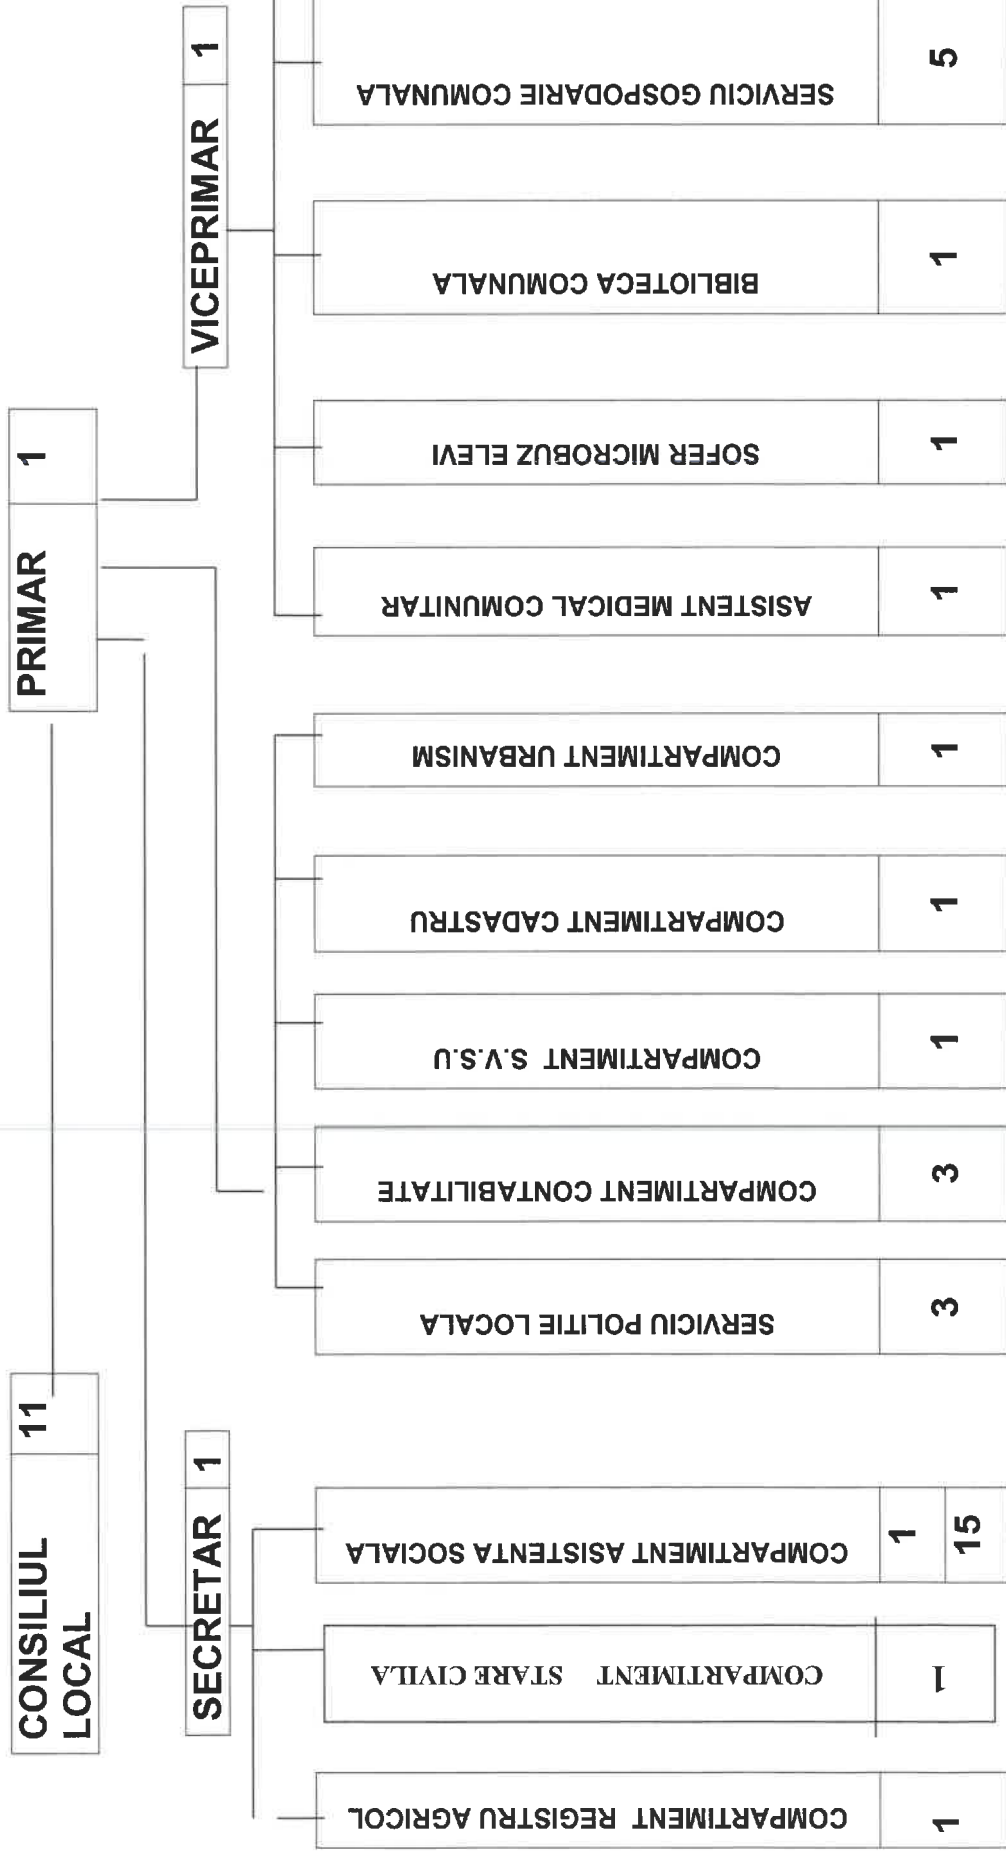 CONSILIUL
LOCAL
11
PRIMAR
1
SECRETAR
1
VICEPRIMAR
1
COMPARTIMENT REGISTRU AGRICOL
1
COMPARTIMENT STARE CIVILA
1
COMPARTIMENT ASISTENTA SOCIALA
1
15
SERVICIU POLITIE LOCALA
3
COMPARTIMENT CONTABILITATE
3
COMPARTIMENT S.V.S.U
1
COMPARTIMENT CADASTRU
1
COMPARTIMENT URBANISM
1
ASISTENT MEDICAL COMUNITAR
1
SOFER MICROBUZ ELEVI
1
BIBLIOTECA COMUNALA
1
SERVICIU GOSPODARIE COMUNALA
5